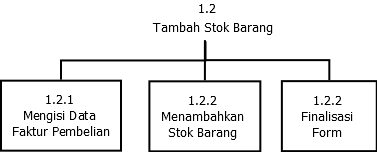 1.2
Tambah Stok Barang
1.2.1
Mengisi Data
Faktur Pembelian
1.2.2
Menambahkan
Stok Barang
1.2.2
Finalisasi
Form